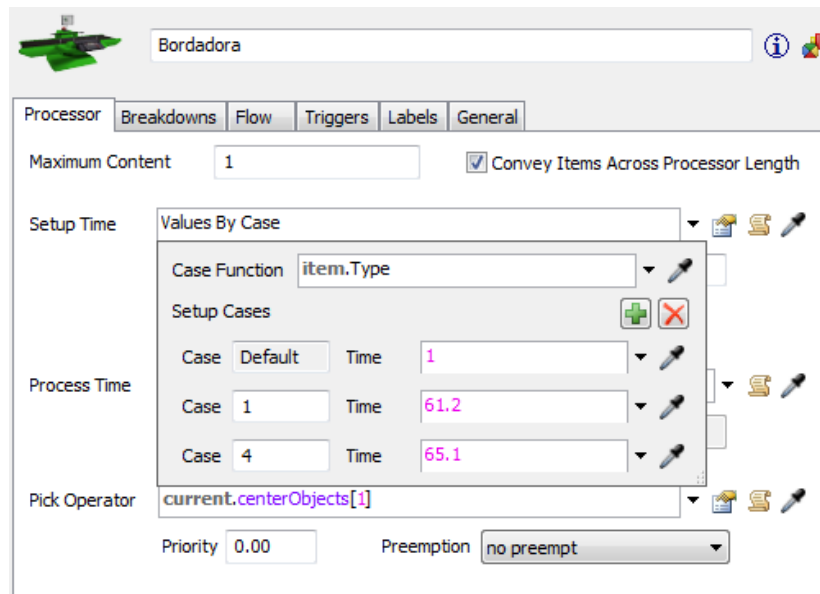 Bordadora
Processor Breakdowns Flow Triggers Labels General
Maximum Content 1 Convey Items Across Processor Length
Setup Time Values By Case
Case Function item.Type
Setup Cases
Case Default Time 1
Process Time
Case 1 Time 61.2
Case 4 Time 65.1
Pick Operator current.centerObjects[1]
Priority 0.00 Preemption no preempt